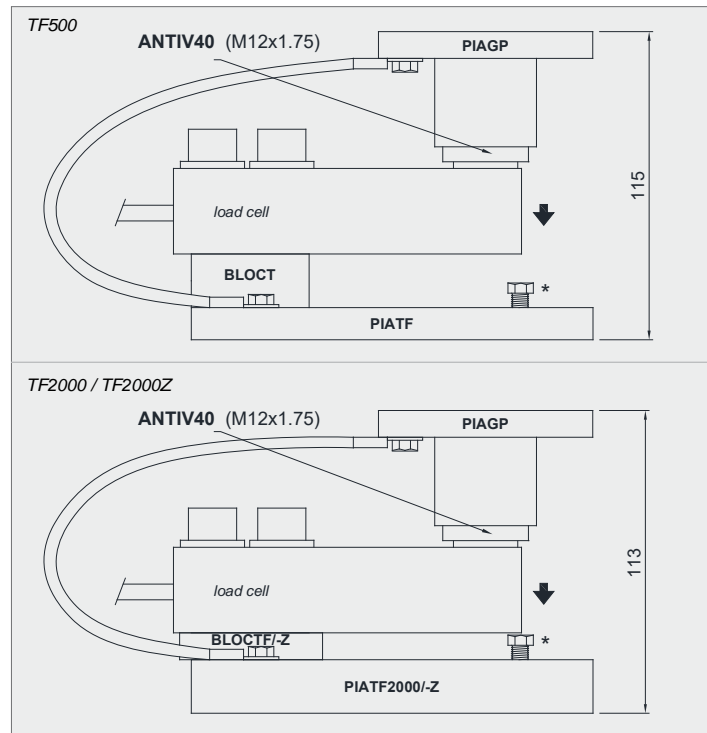 TF500
ANTIV40 (M12x1.75)
PIAGP
load cell
115
BLOCT
*
PIATF
TF2000 / TF2000Z
ANTIV40 (M12x1.75)
PIAGP
load cell
113
BLOCTF/-Z
*
PIATF2000/-Z